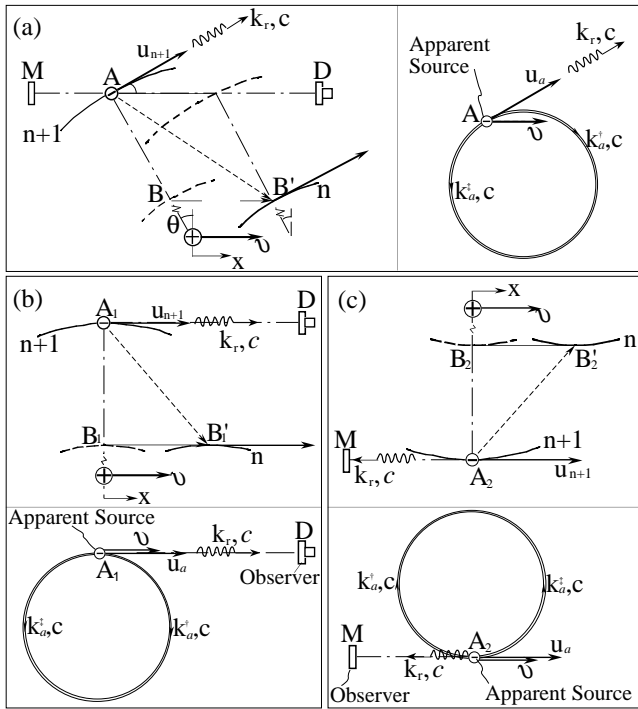 (a)
k_r, c
u_{n+1}
A
M
D
n+1
B
B'
n
θ
υ
x
Apparent
Source
k_r, c
u_a
A
υ
k_a^†, c
k_a^‡, c
(b)
A_1
u_{n+1}
D
n+1
k_r, c
B_1
B'_1
n
υ
x
Apparent Source
υ
D
k_r, c
A_1
u_a
Observer
k_a^‡, c
k_a^†, c
(c)
x
υ
n
B_2
B'_2
M
n+1
k_r, c
A_2
u_{n+1}
k_a^†, c
k_a^‡, c
M
A_2
u_a
k_r, c
υ
Observer
Apparent Source